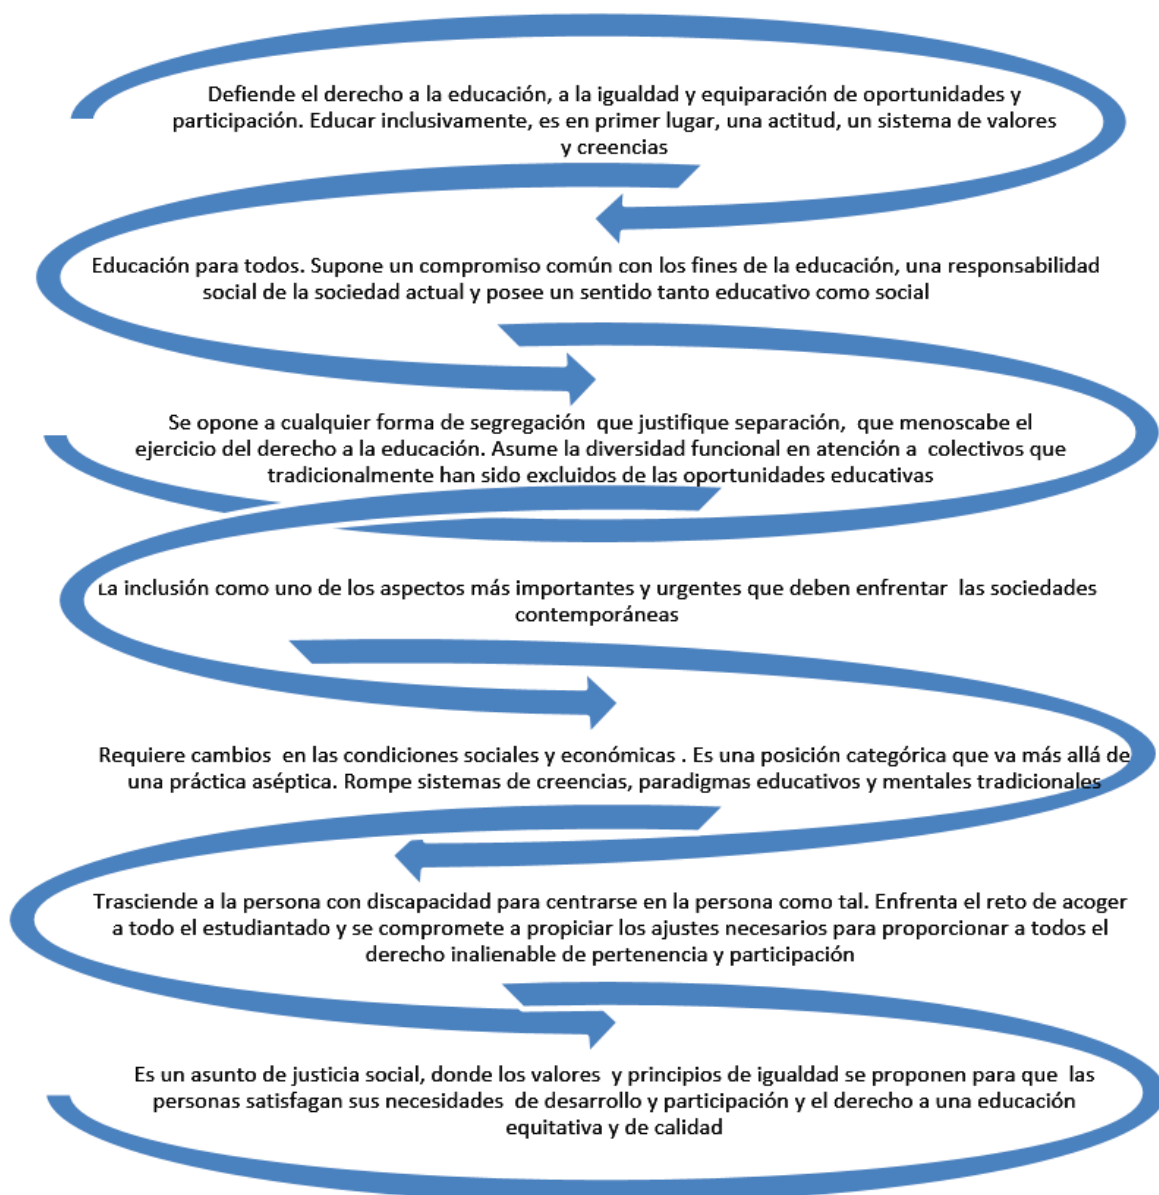 Defiende el derecho a la educación, a la igualdad y equiparación de oportunidades y
participación. Educar inclusivamente, es en primer lugar, una actitud, un sistema de valores
y creencias
Educación para todos. Supone un compromiso común con los fines de la educación, una responsabilidad
social de la sociedad actual y posee un sentido tanto educativo como social
Se opone a cualquier forma de segregación que justifique separación, que menoscabe el
ejercicio del derecho a la educación. Asume la diversidad funcional en atención a colectivos que
tradicionalmente han sido excluidos de las oportunidades educativas
La inclusión como uno de los aspectos más importantes y urgentes que deben enfrentar las sociedades
contemporáneas
Requiere cambios en las condiciones sociales y económicas . Es una posición categórica que va más allá de
una práctica aséptica. Rompe sistemas de creencias, paradigmas educativos y mentales tradicionales
Trasciende a la persona con discapacidad para centrarse en la persona como tal. Enfrenta el reto de acoger
a todo el estudiantado y se compromete a propiciar los ajustes necesarios para proporcionar a todos el
derecho inalienable de pertenencia y participación
Es un asunto de justicia social, donde los valores y principios de igualdad se proponen para que las
personas satisfagan sus necesidades de desarrollo y participación y el derecho a una educación
equitativa y de calidad